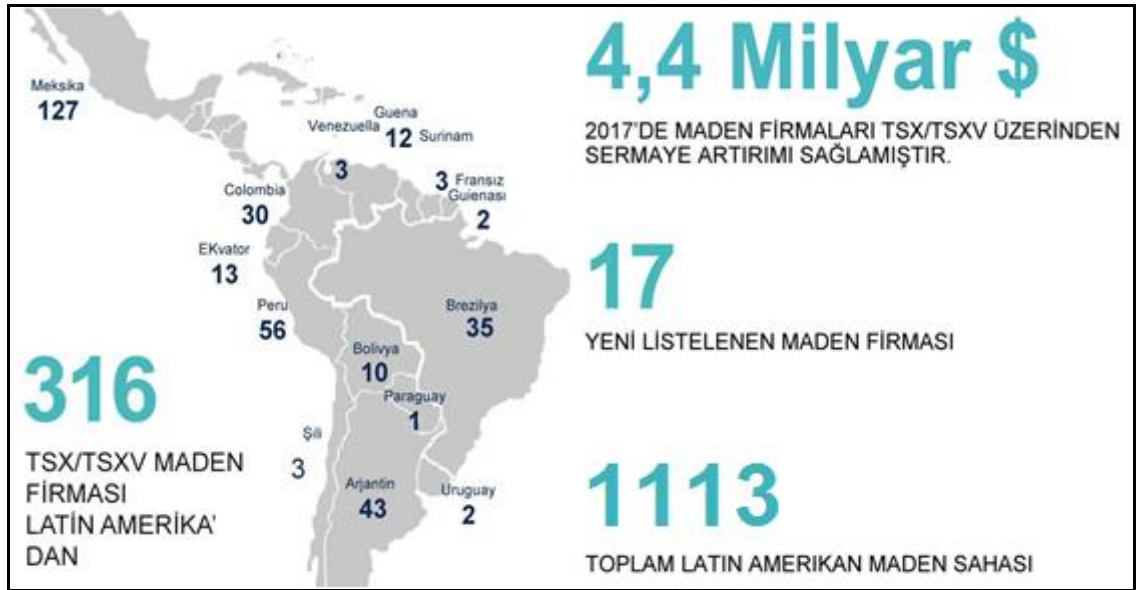 Meksika
127
Guena
Venezuella
12
Surinam
3
3
Fransız
Guienası
2
Colombia
30
EKvator
13
Peru
56
Brezilya
35
Bolivya
10
Paraguay
1
Şili
3
Arjantin
43
Uruguay
2
316
TSX/TSXV MADEN
FİRMASI
LATİN AMERİKA'
DAN
4,4 Milyar $
2017'DE MADEN FİRMALARI TSX/TSXV ÜZERİNDEN
SERMAYE ARTIRIMI SAĞLAMIŞTIR.
17
YENİ LİSTELENEN MADEN FİRMASI
1113
TOPLAM LATIN AMERIKAN MADEN SAHASI